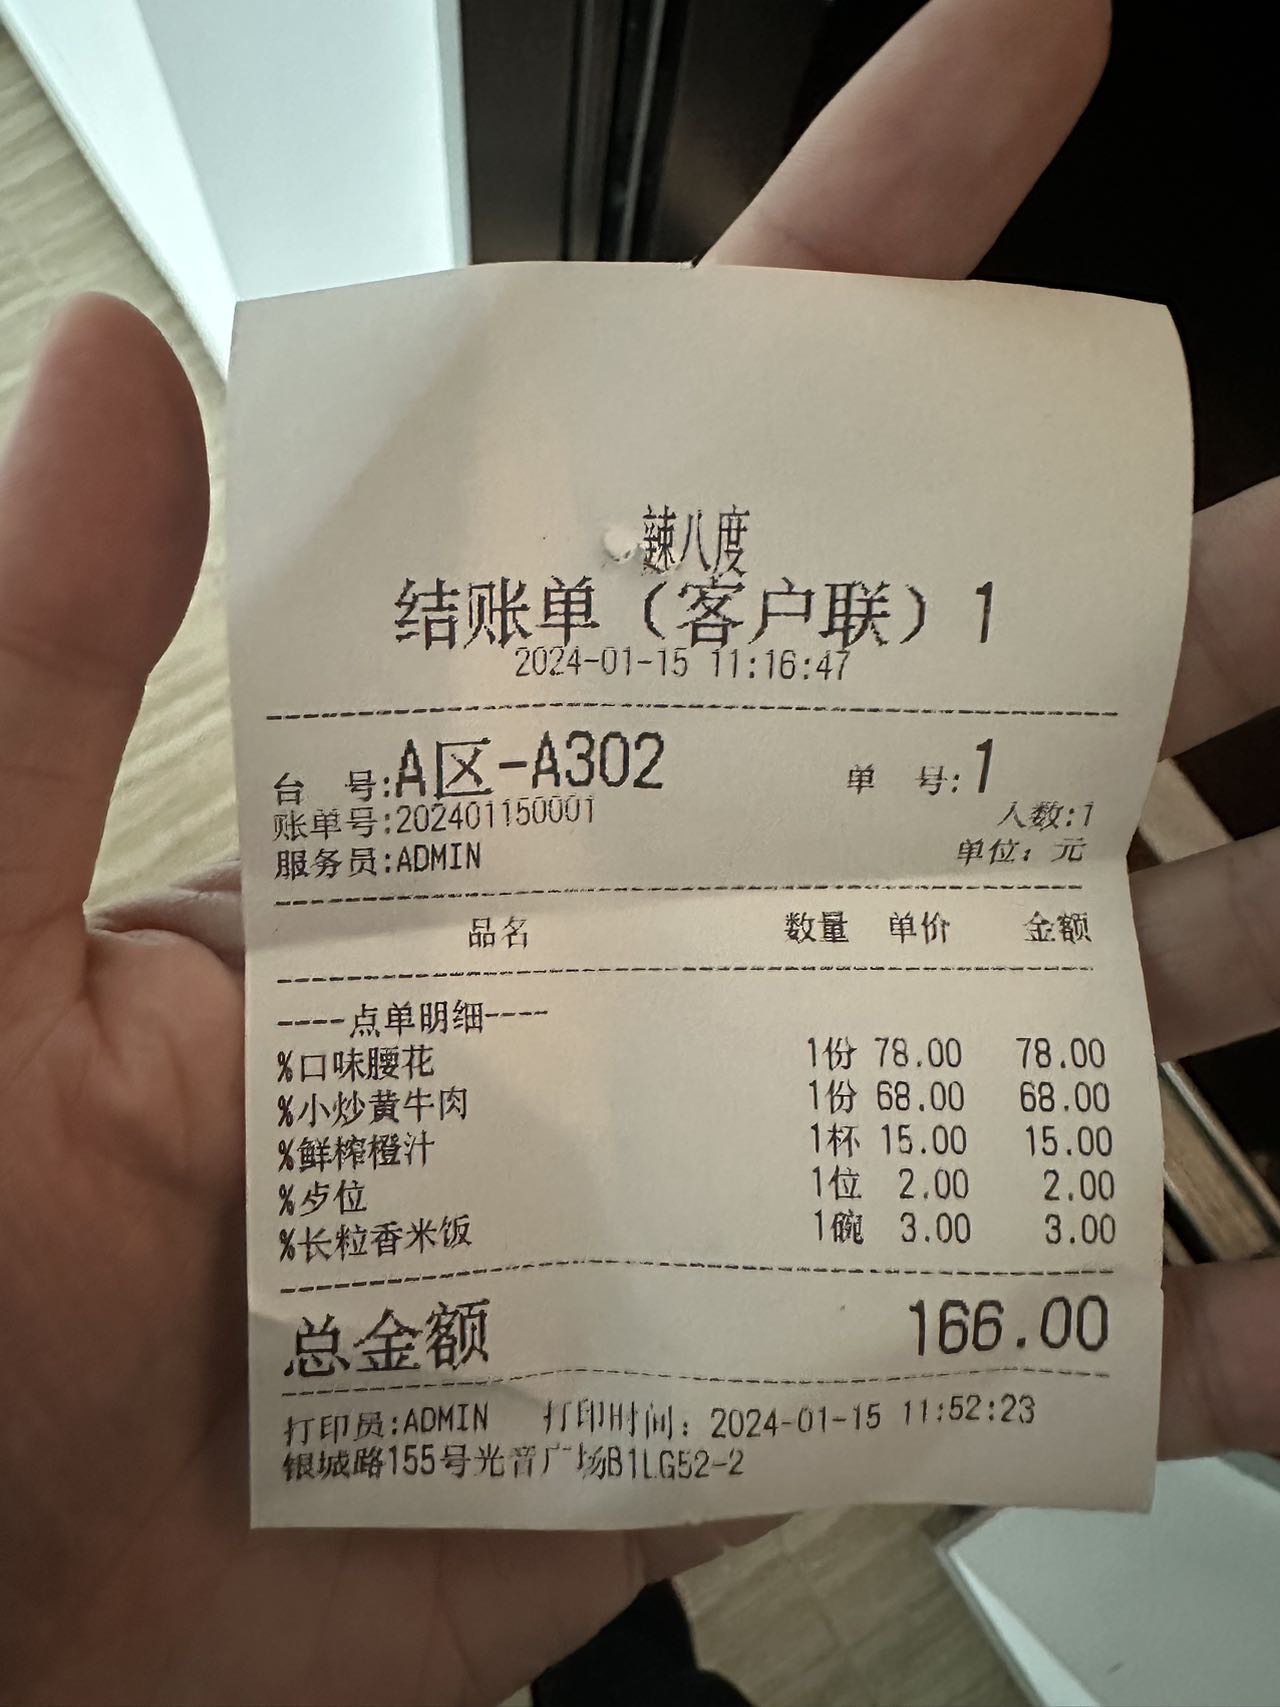 辣八度
结账单（客户联）1
2024-01-15 11:16:47
台 号:A区-A302 单 号:1
账单号:202401150001 人数:1
服务员:ADMIN 单位：元
品名 数量 单价 金额
----点单明细----
%口味腰花 1份 78.00 78.00
%小炒黄牛肉 1份 68.00 68.00
%鲜榨橙汁 1杯 15.00 15.00
%歺位 1位 2.00 2.00
%长粒香米饭 1碗 3.00 3.00
总金额 166.00
打印员:ADMIN 打印时间：2024-01-15 11:52:23
银城路155号光音广场B1LG52-2